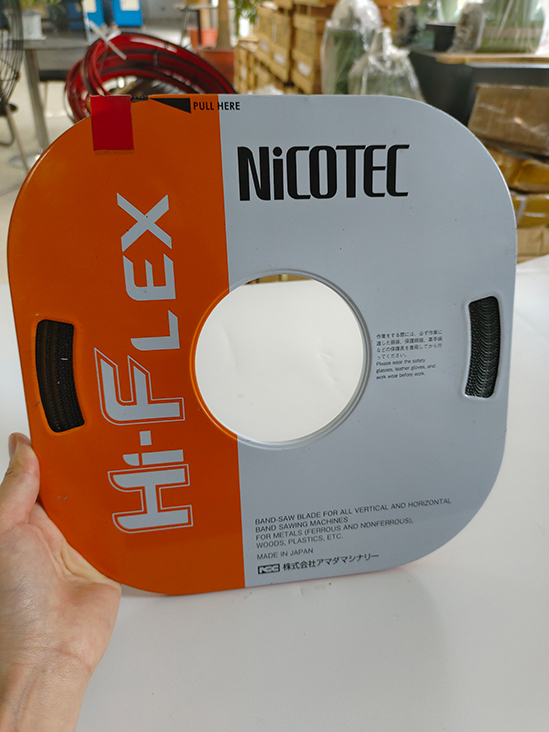 PULL HERE
NiCOTEC
Hi-FLEX
作業をする際には、必ず作業に
適した眼鏡、保護眼鏡、革手袋
などの保護具を着用してから行
ってください。
Please wear the safety
glasses, leather gloves, and
work wear before work.
BAND-SAW BLADE FOR ALL VERTICAL AND HORIZONTAL
BAND SAWING MACHINES
FOR METALS (FERROUS AND NONFERROUS),
WOODS, PLASTICS, ETC.
MADE IN JAPAN
株式会社アマダマシナリー